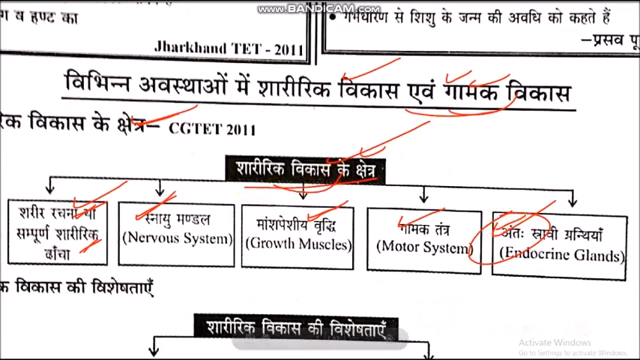 www.BANDICAM.com
ग व हण्ट का
Jharkhand TET - 2011
• गर्भधारण से शिशु के जन्म की अवधि को कहते हैं
—प्रसव पू
विभिन्न अवस्थाओं में शारीरिक विकास एवं गामक विकास
रिक विकास के क्षेत्र– CGTET 2011
शारीरिक विकास के क्षेत्र
शरीर रचना या
सम्पूर्ण शारीरिक
ढाँचा
स्नायु मण्डल
(Nervous System)
मांशपेशीय वृद्धि
(Growth Muscles)
गामक तंत्र
(Motor System)
अंतः स्त्रावी ग्रन्थियाँ
(Endocrine Glands)
क विकास की विशेषताएँ
शारीरिक विकास की विशेषताएँ
Activate Windows
Go to Settings to activate Windows.